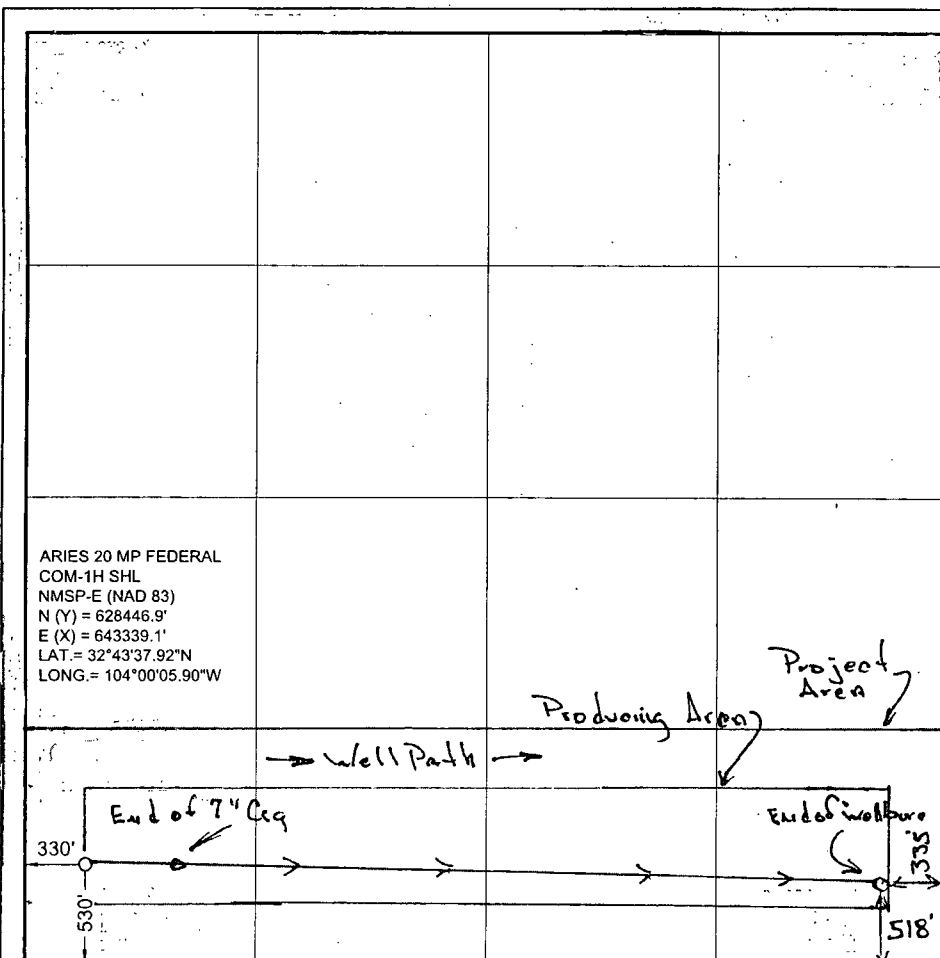 ARIES 20 MP FEDERAL
COM-1H SHL
NMSP-E (NAD 83)
N (Y) = 628446.9'
E (X) = 643339.1'
LAT.= 32°43'37.92"N
LONG.= 104°00'05.90"W
Project
Area
Producing Area
→ Well Path →
End of 7" Csg
End of wellbore
330'
335'
530'
518'